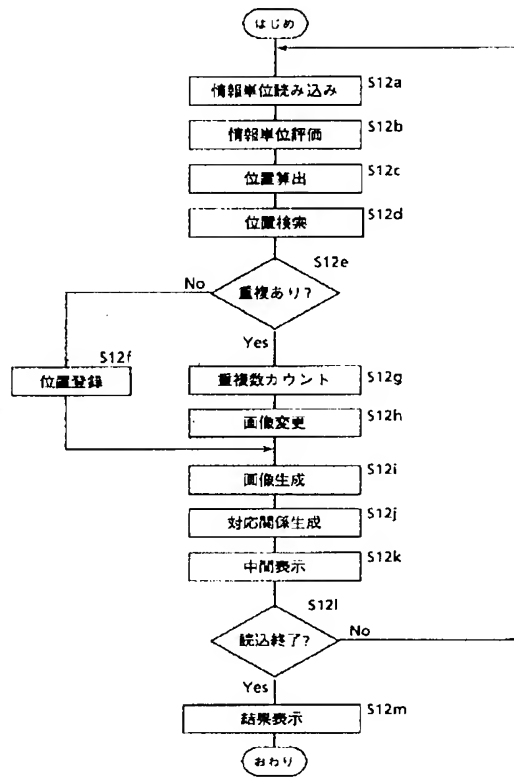 はじめ
情報単位読み込み S12a
情報単位評価 S12b
位置算出 S12c
位置検索 S12d
S12e
重複あり?
No
Yes
S12f
位置登録
重複数カウント S12g
画像変更 S12h
画像生成 S12i
対応関係生成 S12j
中間表示 S12k
S12l
読込終了?
No
Yes
結果表示 S12m
おわり